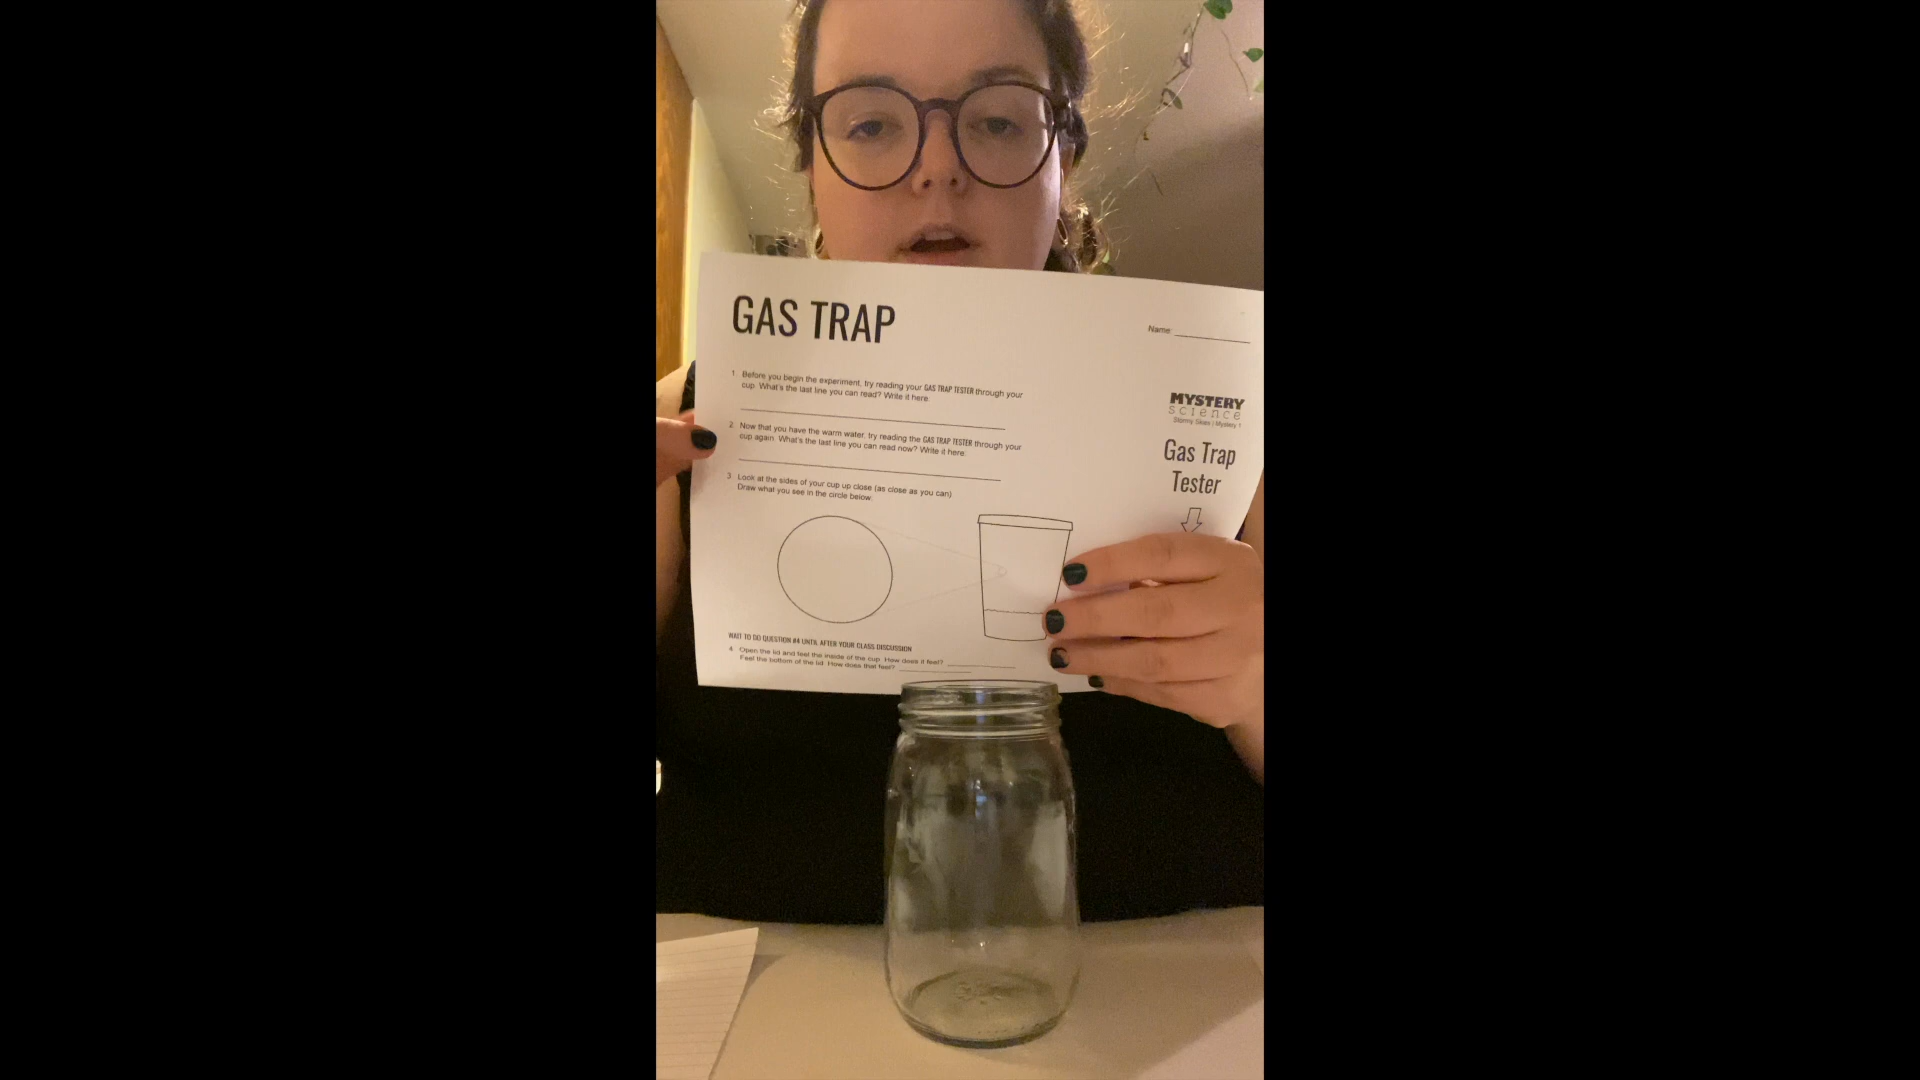 GAS TRAP
Name:
1. Before you begin the experiment, try reading your GAS TRAP TESTER through your
cup. What's the last line you can read? Write it here.
2. Now that you have the warm water, try reading the GAS TRAP TESTER through your
cup again. What's the last line you can read now? Write it here.
3. Look at the sides of your cup up close (as close as you can)
Draw what you see in the circle below.
WAIT TO DO QUESTION #4 UNTIL AFTER YOUR CLASS DISCUSSION
4. Open the lid and feel the inside of the cup. How does it feel?
Feel the bottom of the lid. How does that feel?
MYSTERY
science
Stormy Skies | Mystery 1
Gas Trap
Tester